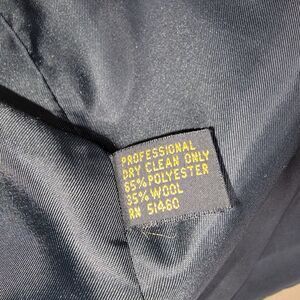 PROFESSIONAL
DRY CLEAN ONLY
65% POLYESTER
35% WOOL
RN 51460